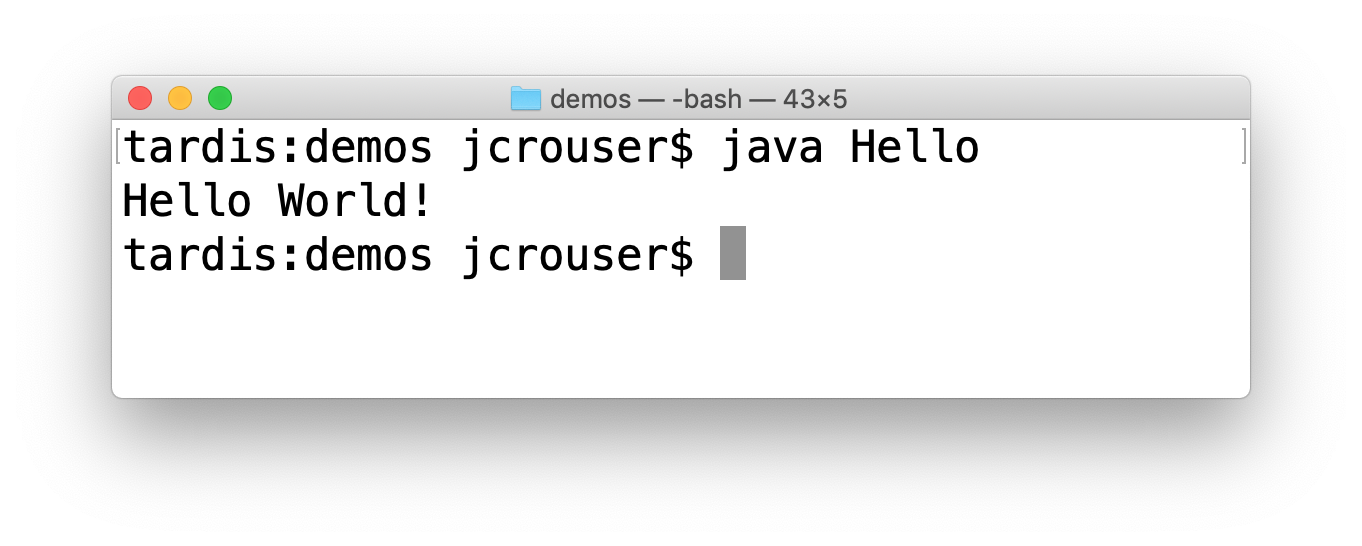 demos — -bash — 43×5
tardis:demos jcrouser$ java Hello
Hello World!
tardis:demos jcrouser$